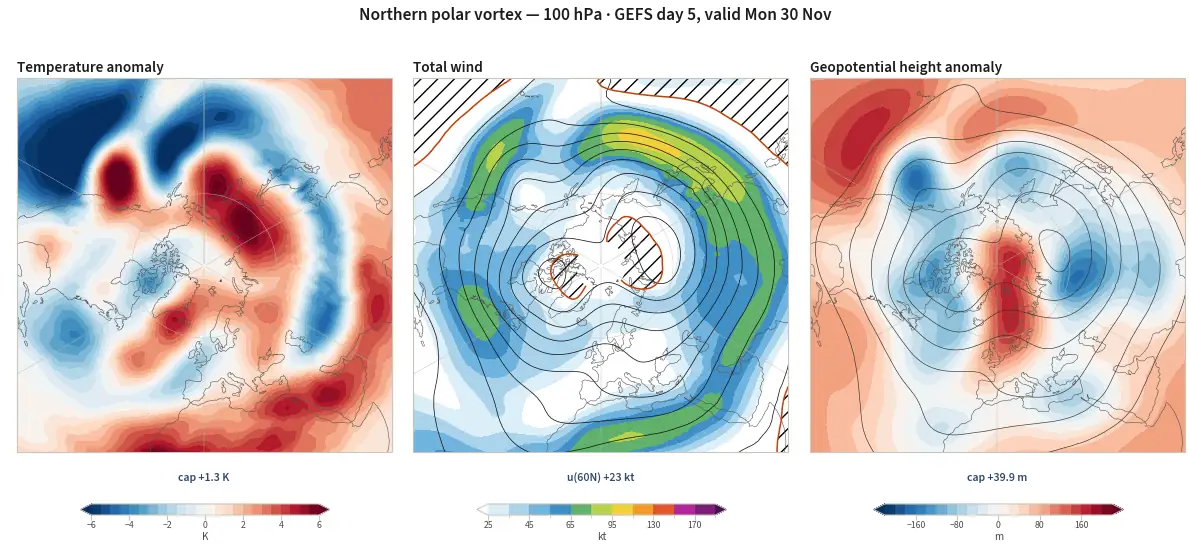 Northern polar vortex — 100 hPa · GEFS day 5, valid Mon 30 Nov
Temperature anomaly
Total wind
Geopotential height anomaly
cap +1.3 K
u(60N) +23 kt
cap +39.9 m
−6 −4 −2 0 2 4 6
K
25 45 65 95 130 170
kt
−160 −80 0 80 160
m